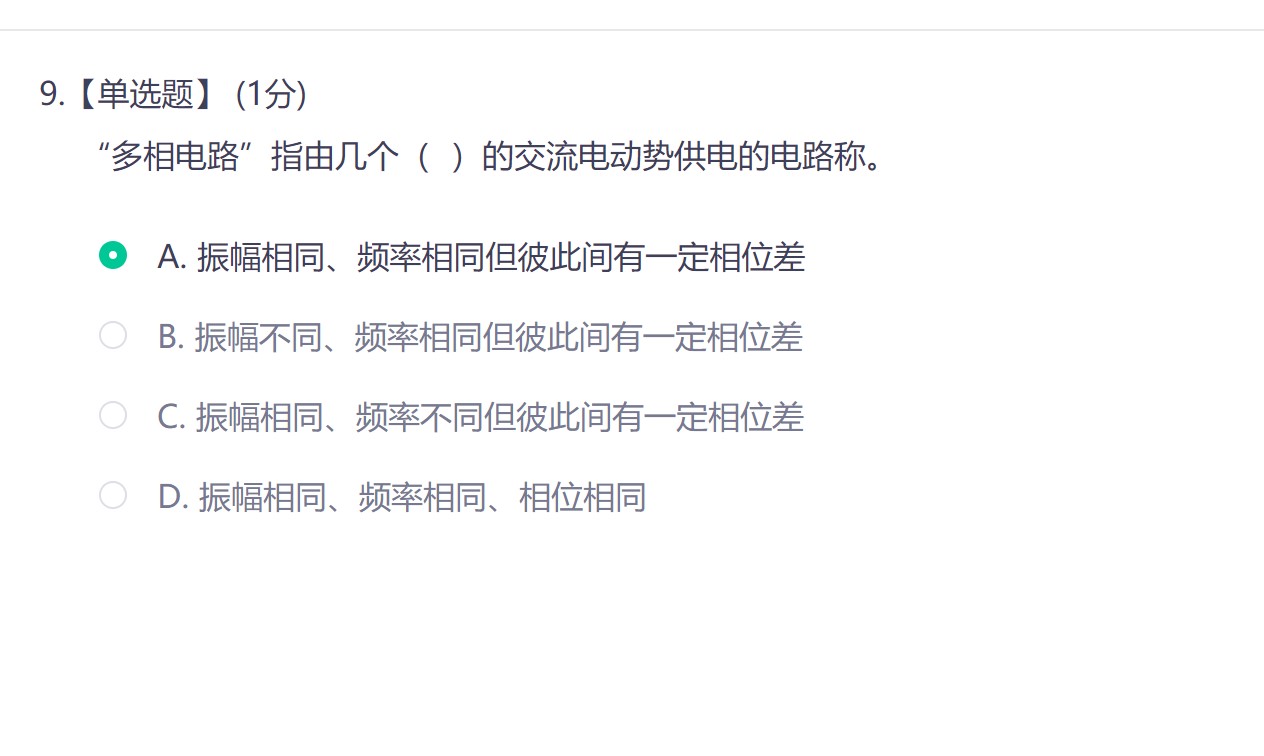 9.【单选题】 (1分)
“多相电路”指由几个（ ）的交流电动势供电的电路称。
A. 振幅相同、频率相同但彼此间有一定相位差
B. 振幅不同、频率相同但彼此间有一定相位差
C. 振幅相同、频率不同但彼此间有一定相位差
D. 振幅相同、频率相同、相位相同